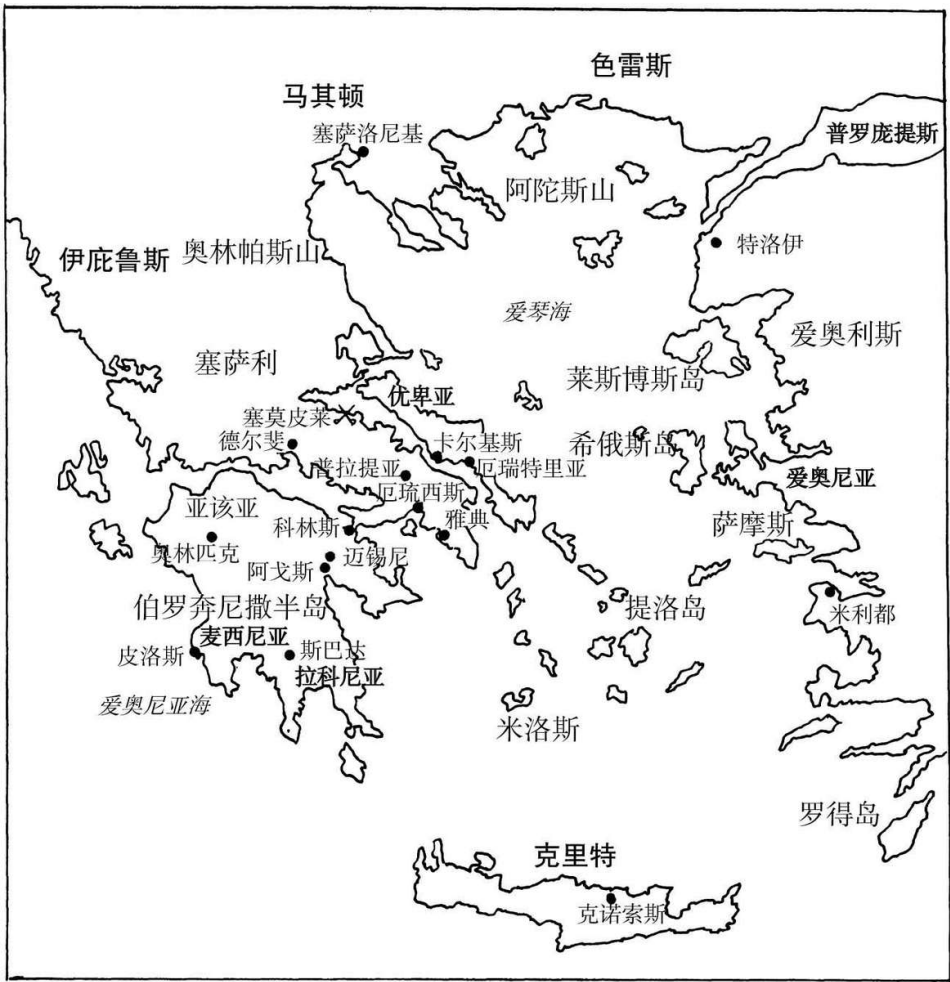 色雷斯
马其顿
塞萨洛尼基
普罗庞提斯
阿陀斯山
特洛伊
伊庇鲁斯
奥林帕斯山
爱琴海
爱奥利斯
塞萨利
莱斯博斯岛
优卑亚
塞莫皮莱
德尔斐
卡尔基斯
希俄斯岛
普拉提亚
厄瑞特里亚
爱奥尼亚
厄琉西斯
亚该亚
科林斯
雅典
萨摩斯
奥林匹克
迈锡尼
阿戈斯
伯罗奔尼撒半岛
提洛岛
米利都
麦西尼亚
皮洛斯
斯巴达
拉科尼亚
爱奥尼亚海
米洛斯
罗得岛
克里特
克诺索斯